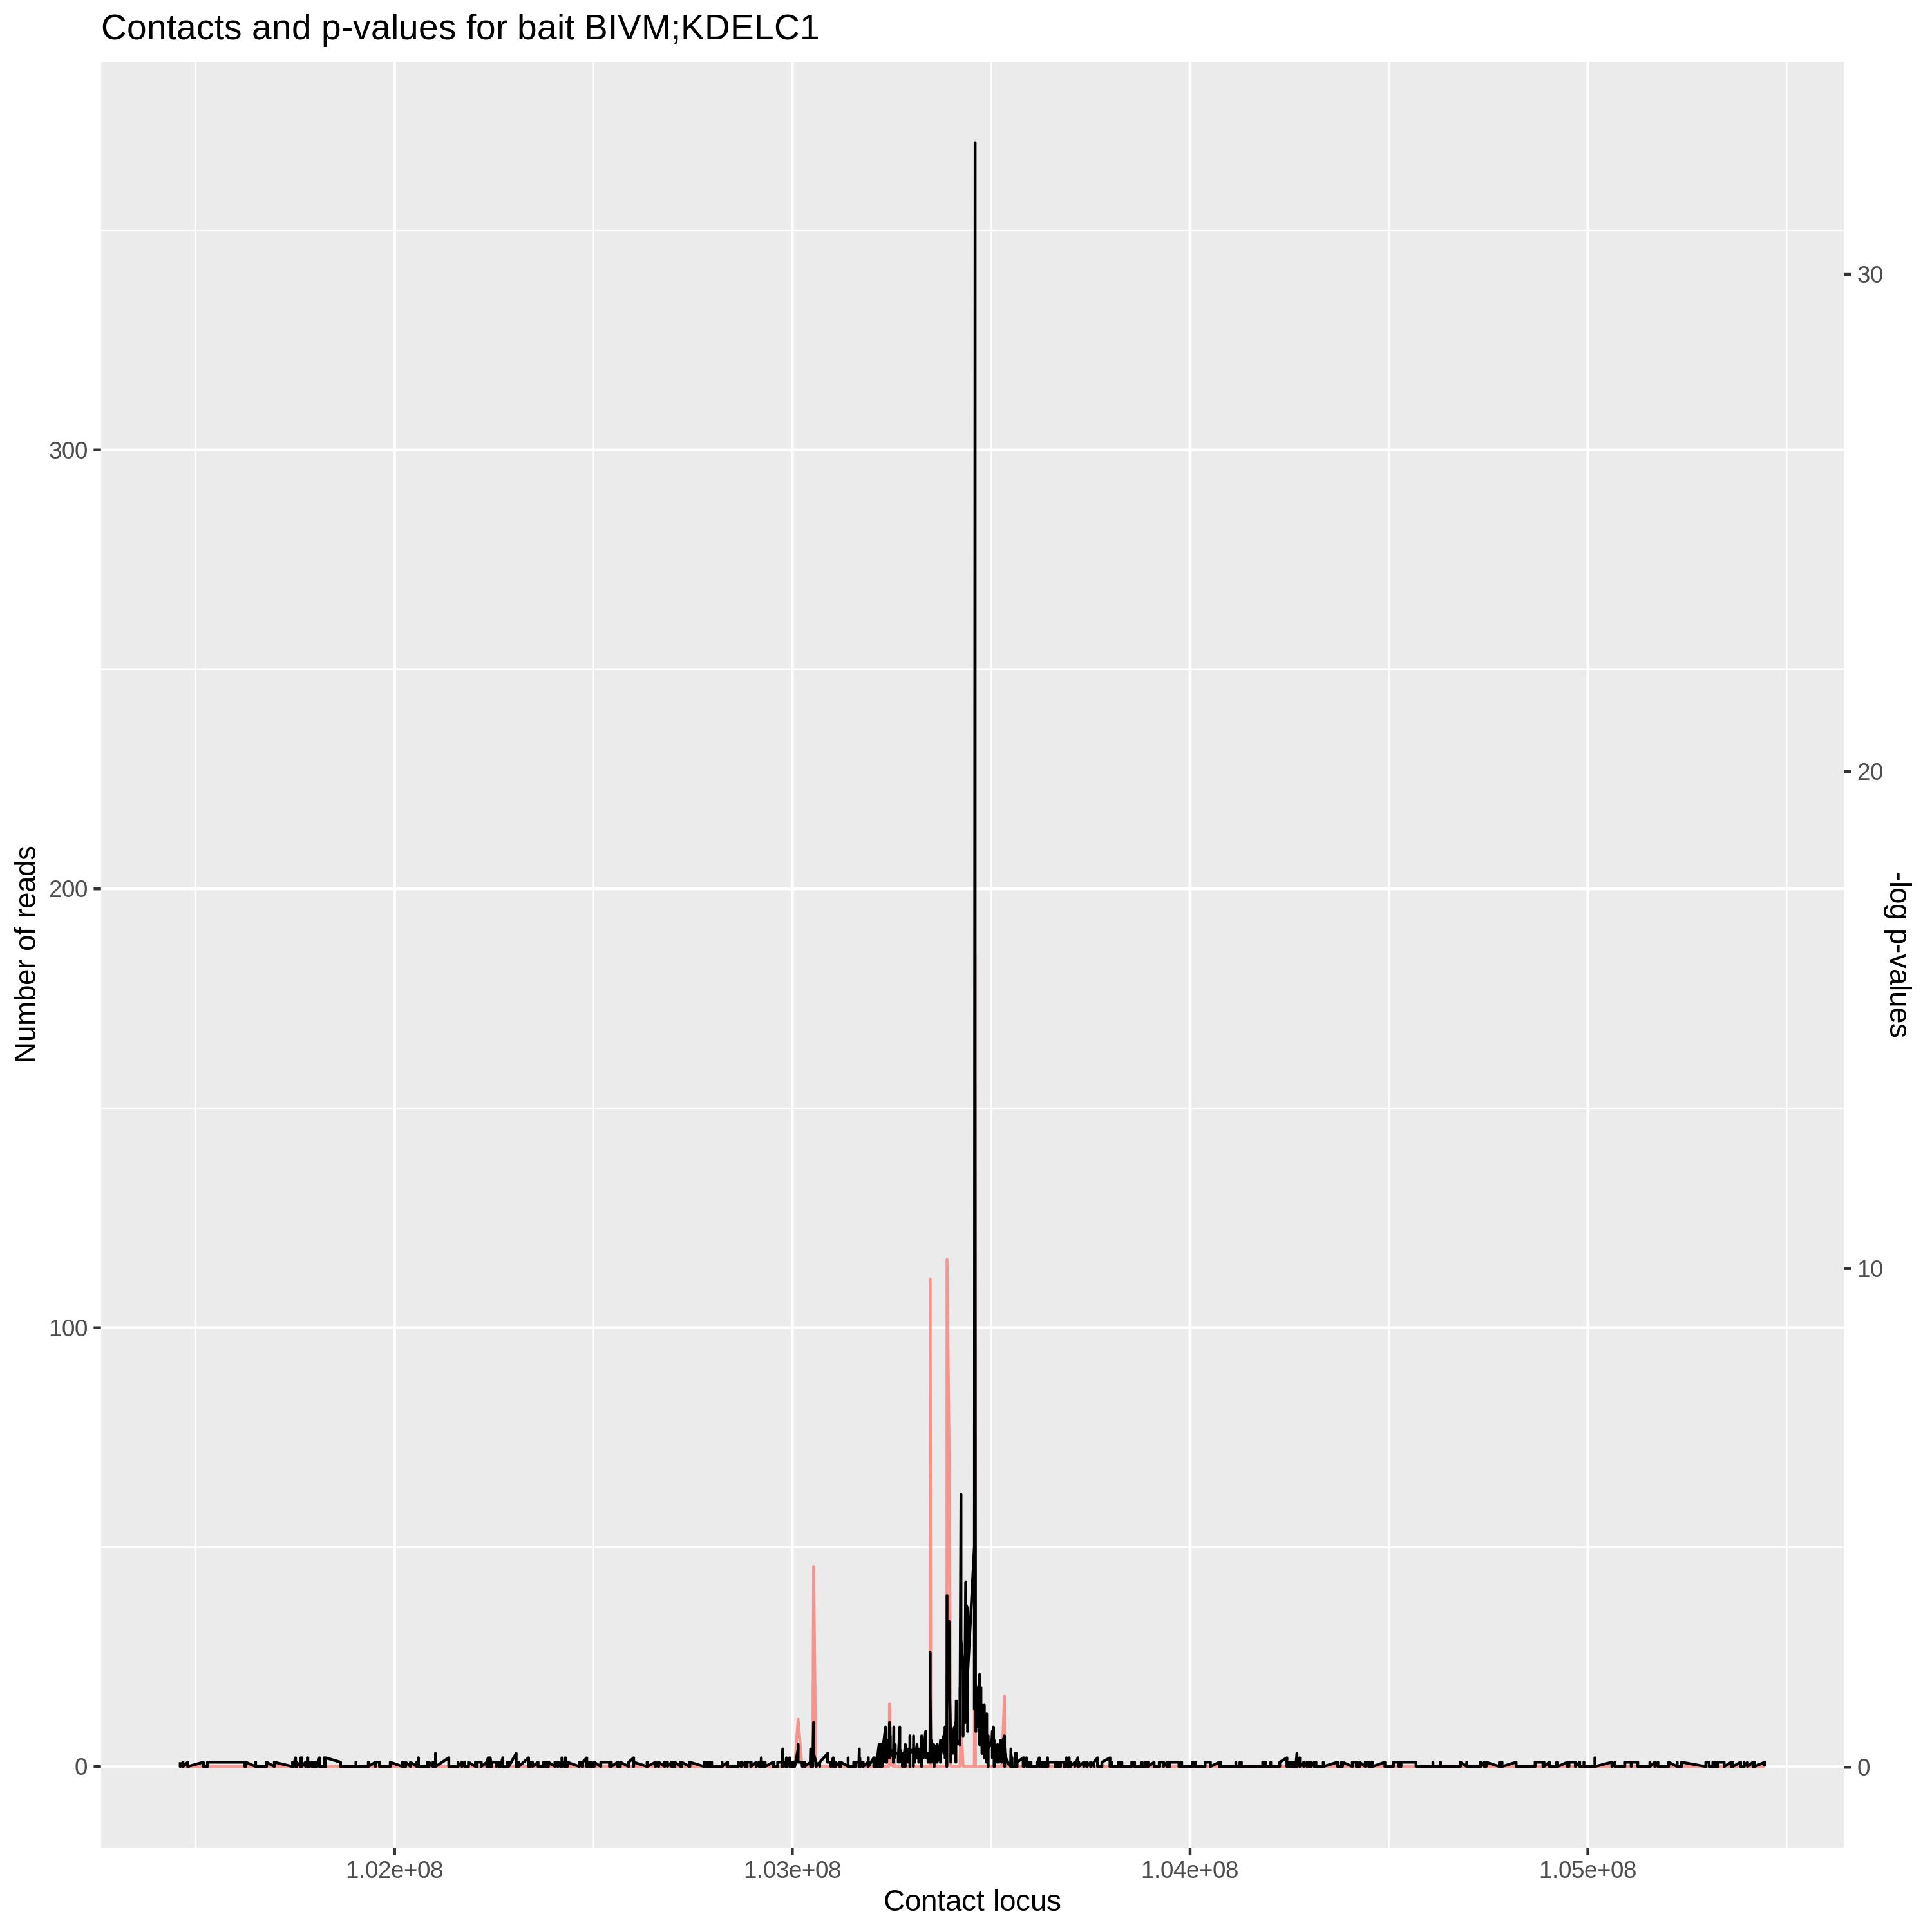 Contacts and p-values for bait BIVM;KDELC1
Number of reads
300
200
100
0
30
20
10
0
-log p-values
1.02e+08 1.03e+08 1.04e+08 1.05e+08
Contact locus